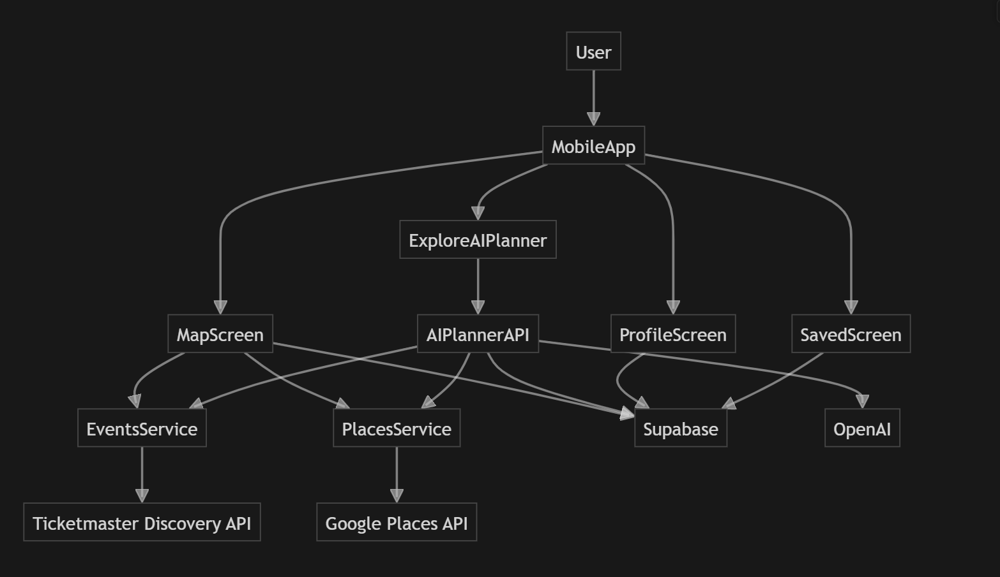 User
MobileApp
ExploreAIPlanner
MapScreen
AIPlannerAPI
ProfileScreen
SavedScreen
EventsService
PlacesService
Supabase
OpenAI
Ticketmaster Discovery API
Google Places API